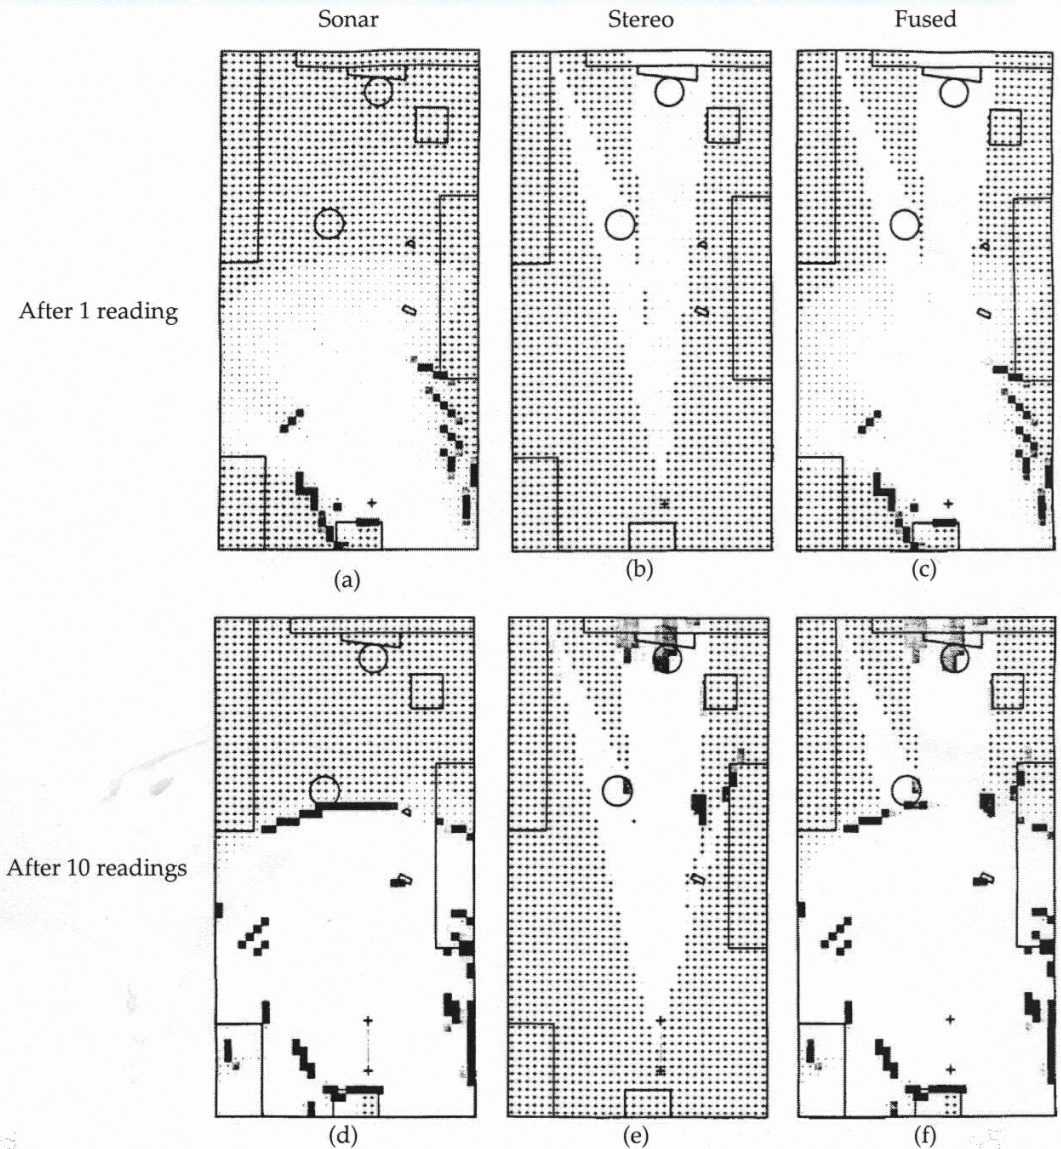 Sonar Stereo Fused
After 1 reading
(a) (b) (c)
After 10 readings
(d) (e) (f)